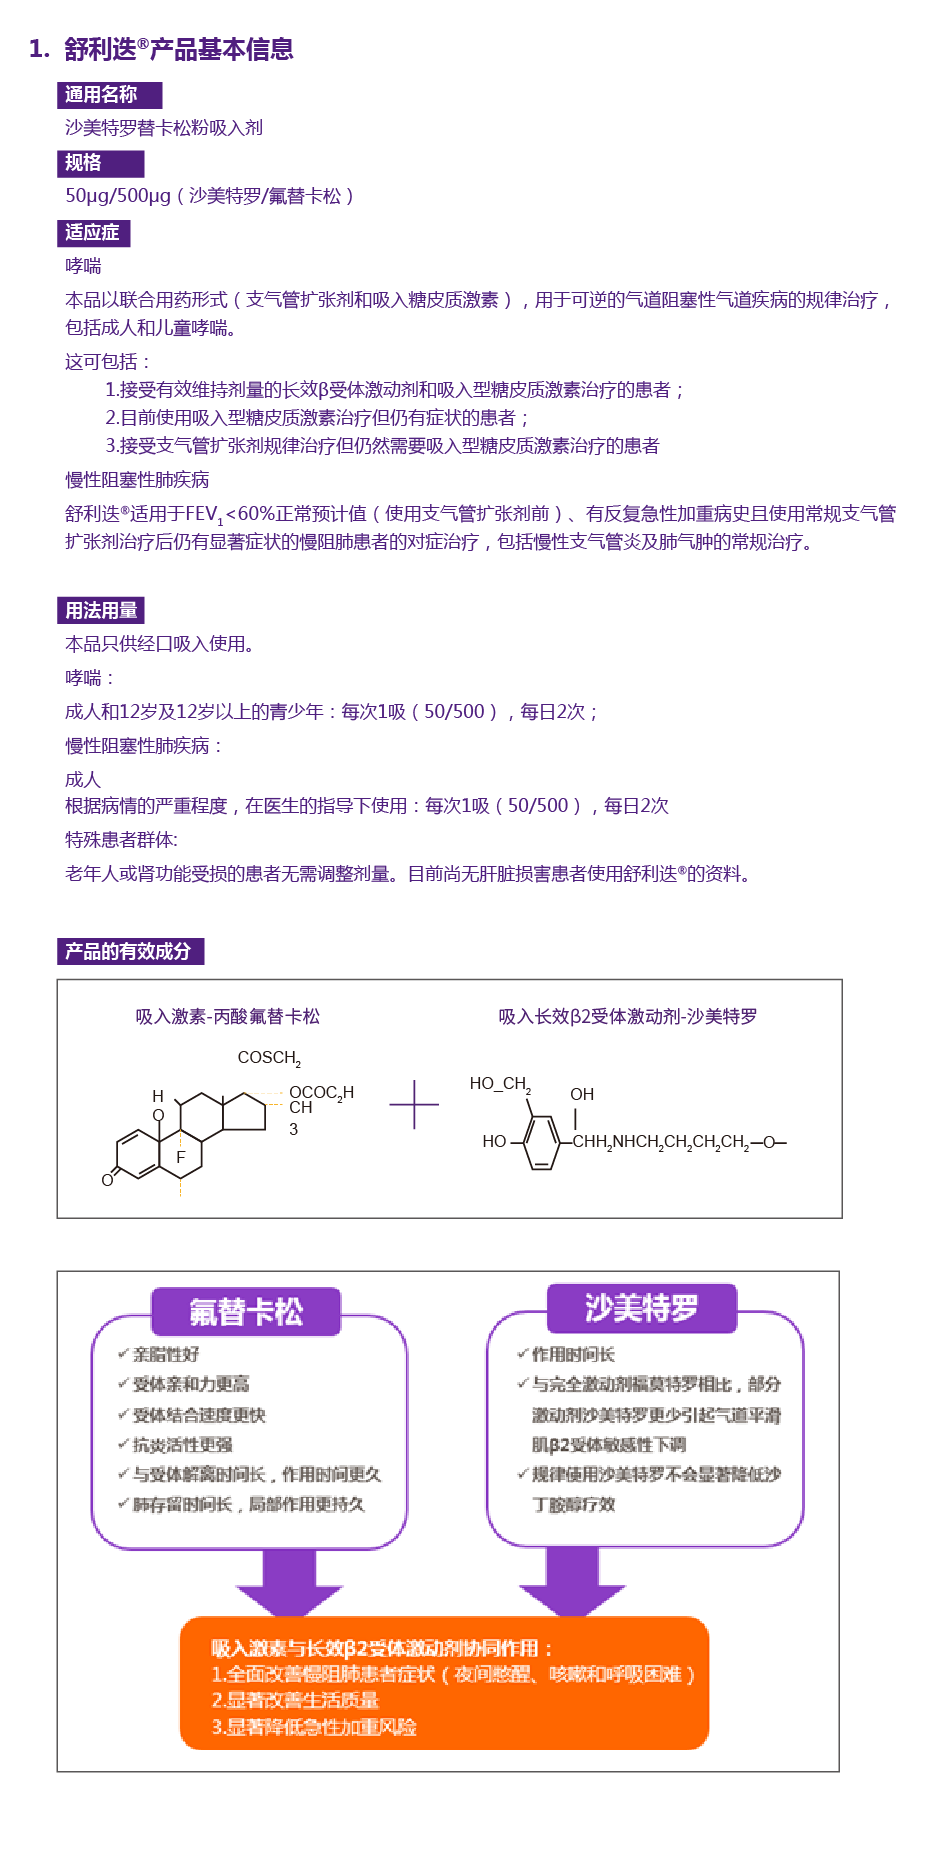 1. 舒利迭®产品基本信息
通用名称
沙美特罗替卡松粉吸入剂
规格
50μg/500μg（沙美特罗/氟替卡松）
适应症
哮喘
本品以联合用药形式（支气管扩张剂和吸入糖皮质激素），用于可逆的气道阻塞性气道疾病的规律治疗，
包括成人和儿童哮喘。
这可包括：
1.接受有效维持剂量的长效β受体激动剂和吸入型糖皮质激素治疗的患者；
2.目前使用吸入型糖皮质激素治疗但仍有症状的患者；
3.接受支气管扩张剂规律治疗但仍然需要吸入型糖皮质激素治疗的患者
慢性阻塞性肺疾病
舒利迭®适用于FEV1<60%正常预计值（使用支气管扩张剂前）、有反复急性加重病史且使用常规支气管
扩张剂治疗后仍有显著症状的慢阻肺患者的对症治疗，包括慢性支气管炎及肺气肿的常规治疗。
用法用量
本品只供经口吸入使用。
哮喘：
成人和12岁及12岁以上的青少年：每次1吸（50/500），每日2次；
慢性阻塞性肺疾病：
成人
根据病情的严重程度，在医生的指导下使用：每次1吸（50/500），每日2次
特殊患者群体:
老年人或肾功能受损的患者无需调整剂量。目前尚无肝脏损害患者使用舒利迭®的资料。
产品的有效成分
吸入激素-丙酸氟替卡松
COSCH2
H
O
OCOC2H
CH
3
F
O
吸入长效β2受体激动剂-沙美特罗
HO_CH2
OH
HO
CHH2NHCH2CH2CH2CH2—O—
氟替卡松
✓亲脂性好
✓受体亲和力更高
✓受体结合速度更快
✓抗炎活性更强
✓与受体解离时间长，作用时间更久
✓肺存留时间长，局部作用更持久
沙美特罗
✓作用时间长
✓与完全激动剂福莫特罗相比，部分
激动剂沙美特罗更少引起气道平滑
肌β2受体敏感性下调
✓规律使用沙美特罗不会显著降低沙
丁胺醇疗效
吸入激素与长效β2受体激动剂协同作用：
1.全面改善慢阻肺患者症状（夜间憋醒、咳嗽和呼吸困难）
2.显著改善生活质量
3.显著降低急性加重风险